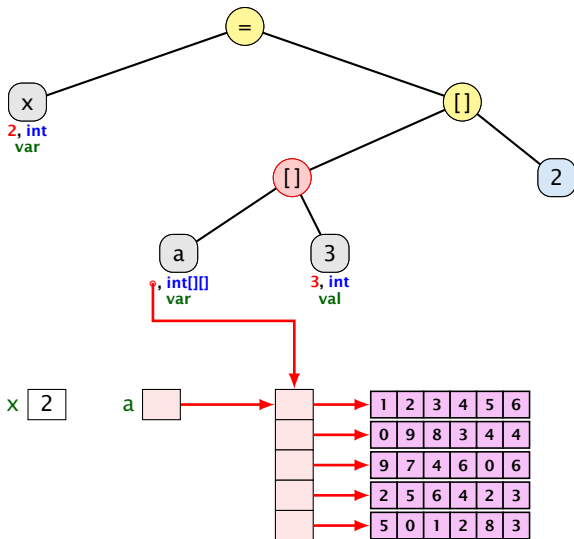 =
x
[]
2, int
var
[]
2
a
3
, int[][]
var
3, int
val
x 2 a 1 2 3 4 5 6
0 9 8 3 4 4
9 7 4 6 0 6
2 5 6 4 2 3
5 0 1 2 8 3